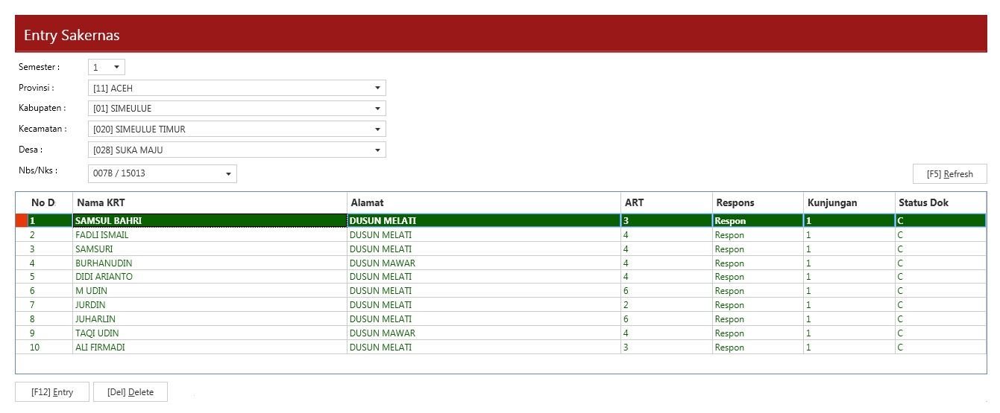 Entry Sakernas
Semester : 1
Provinsi : [11] ACEH
Kabupaten : [01] SIMEULUE
Kecamatan : [020] SIMEULUE TIMUR
Desa : [028] SUKA MAJU
Nbs/Nks : 007B / 15013 [F5] Refresh
No D Nama KRT Alamat ART Respons Kunjungan Status Dok
1 SAMSUL BAHRI DUSUN MELATI 3 Respon 1 C
2 FADLI ISMAIL DUSUN MELATI 4 Respon 1 C
3 SAMSURI DUSUN MELATI 4 Respon 1 C
4 BURHANUDIN DUSUN MAWAR 4 Respon 1 C
5 DIDI ARIANTO DUSUN MELATI 4 Respon 1 C
6 M UDIN DUSUN MELATI 6 Respon 1 C
7 JURDIN DUSUN MELATI 2 Respon 1 C
8 JUHARLIN DUSUN MELATI 6 Respon 1 C
9 TAQI UDIN DUSUN MAWAR 4 Respon 1 C
10 ALI FIRMADI DUSUN MELATI 3 Respon 1 C
[F12] Entry [Del] Delete